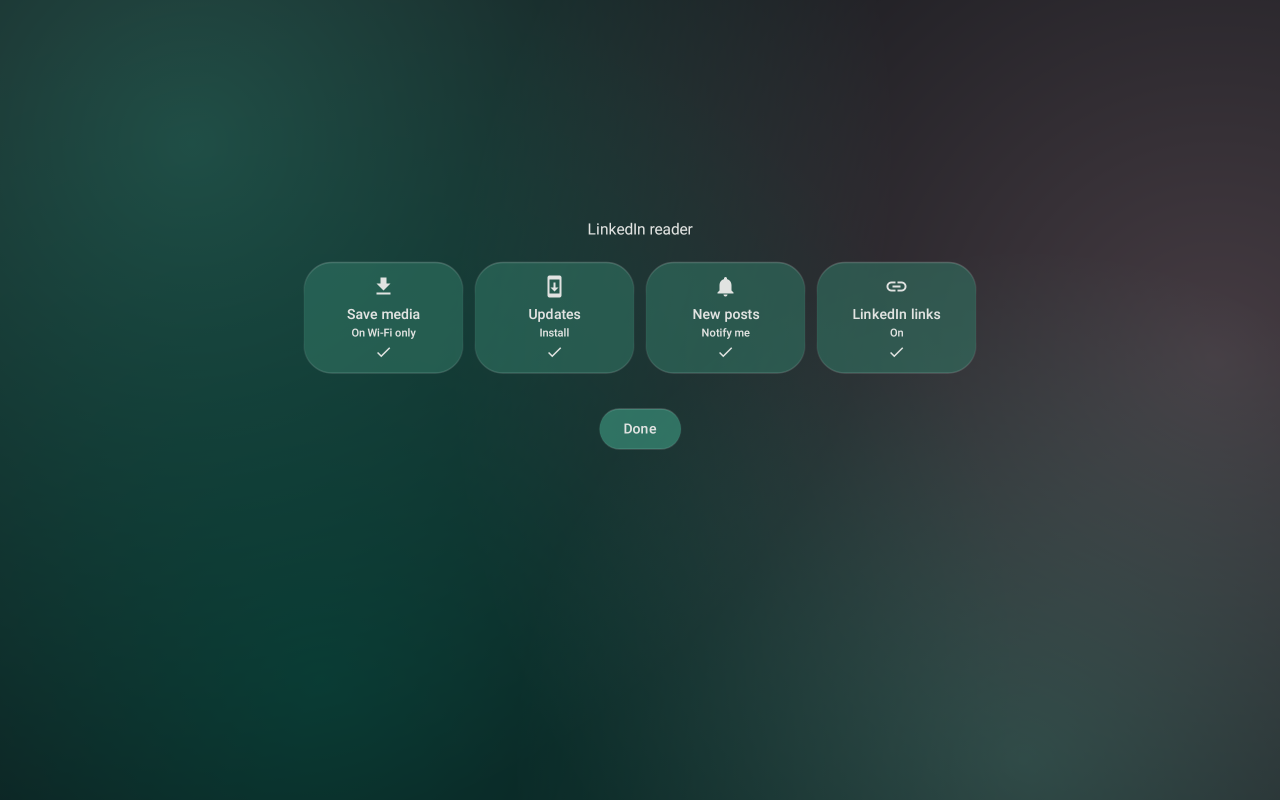 LinkedIn reader
Save media
On Wi-Fi only
Updates
Install
New posts
Notify me
LinkedIn links
On
Done